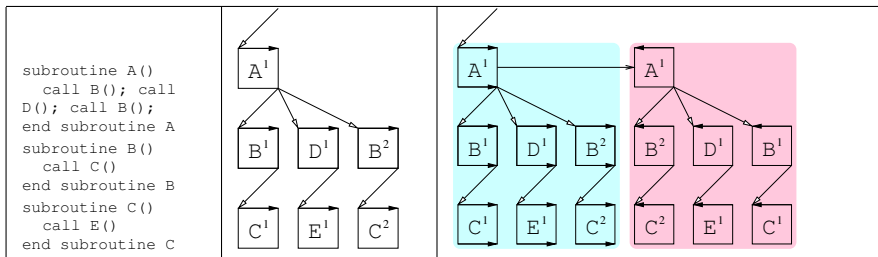 subroutine A()
call B(); call
D(); call B();
end subroutine A
subroutine B()
call C()
end subroutine B
subroutine C()
call E()
end subroutine C
A¹
B¹ D¹ B²
C¹ E¹ C²
A¹ A¹
B¹ D¹ B² B² D¹ B¹
C¹ E¹ C² C² E¹ C¹